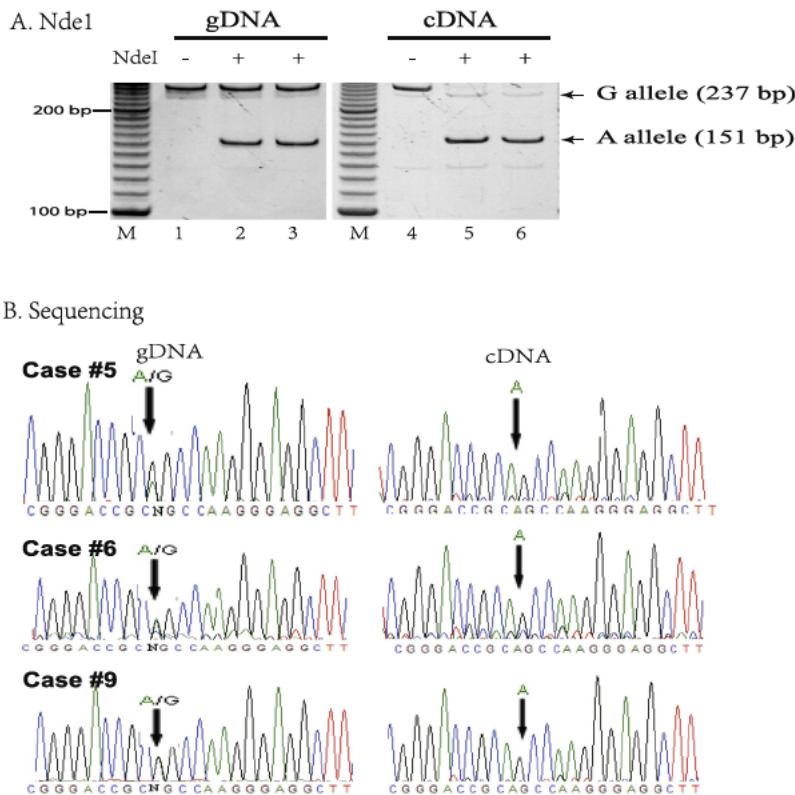 A. Nde1
gDNA cDNA
NdeI - + + - + +
200 bp
100 bp
G allele (237 bp)
A allele (151 bp)
M 1 2 3 M 4 5 6
B. Sequencing
gDNA cDNA
Case #5
A/G A
CGGGACCGCNGCCAAGGGAGGCTT CGGGACCGCAGCCAAGGGAGGCTT
Case #6
A/G A
CGGGACCGCNGCCAAGGGAGGCTT CGGGACCGCAGCCAAGGGAGGCTT
Case #9
A/G A
CGGGACCGCNGCCAAGGGAGGCTT CGGGACCGCAGCCAAGGGAGGCTT